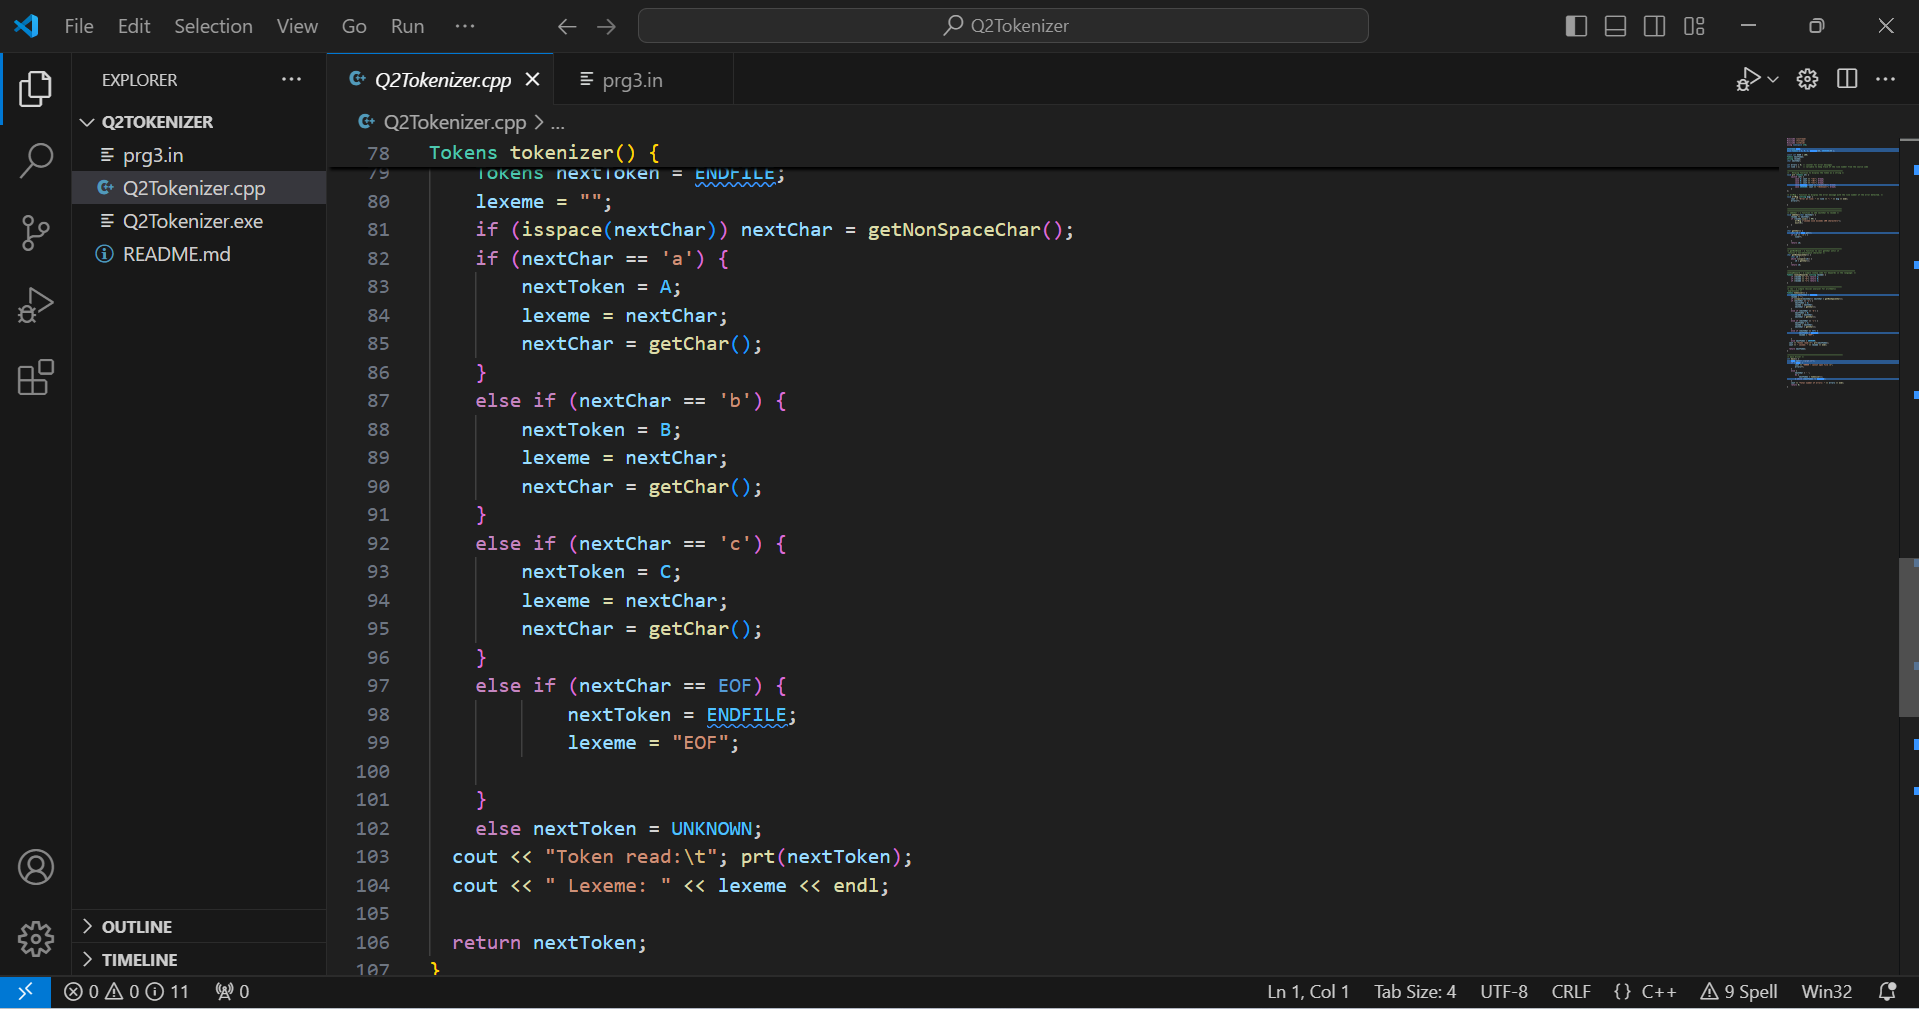 File Edit Selection View Go Run ··· Q2Tokenizer
EXPLORER ···
Q2TOKENIZER
prg3.in
Q2Tokenizer.cpp
Q2Tokenizer.exe
README.md
OUTLINE
TIMELINE
Q2Tokenizer.cpp prg3.in
Q2Tokenizer.cpp > ...
78 Tokens tokenizer() {
79 Tokens nextToken = ENDFILE;
80 lexeme = "";
81 if (isspace(nextChar)) nextChar = getNonSpaceChar();
82 if (nextChar == 'a') {
83 nextToken = A;
84 lexeme = nextChar;
85 nextChar = getChar();
86 }
87 else if (nextChar == 'b') {
88 nextToken = B;
89 lexeme = nextChar;
90 nextChar = getChar();
91 }
92 else if (nextChar == 'c') {
93 nextToken = C;
94 lexeme = nextChar;
95 nextChar = getChar();
96 }
97 else if (nextChar == EOF) {
98 nextToken = ENDFILE;
99 lexeme = "EOF";
100
101 }
102 else nextToken = UNKNOWN;
103 cout << "Token read:\t"; prt(nextToken);
104 cout << " Lexeme: " << lexeme << endl;
105
106 return nextToken;
107 }
0 0 11 0 Ln 1, Col 1 Tab Size: 4 UTF-8 CRLF {} C++ 9 Spell Win32